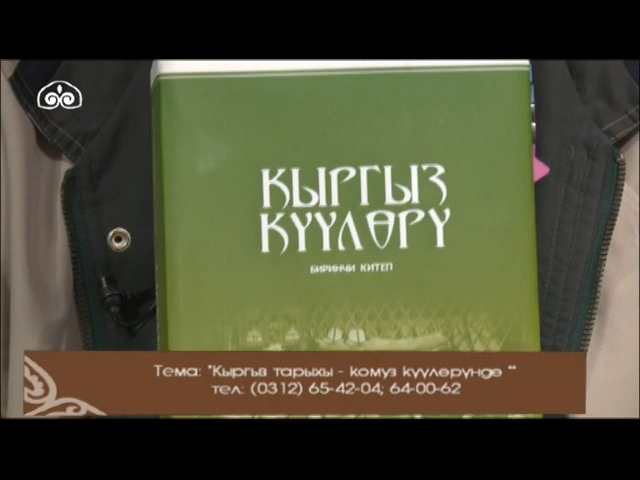 КЫРГЫЗ
КҮҮЛӨРҮ
БИРИНЧИ КИТЕП
Тема: "Кыргыз тарыхы - комуз күүлөрүндө ""
тел: (0312) 65-42-04; 64-00-62